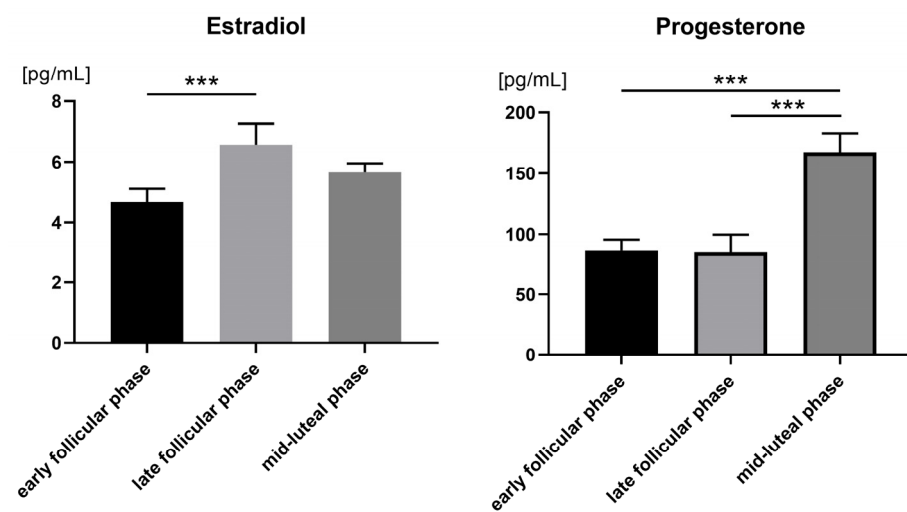 Estradiol
[pg/mL]
***
8
6
4
2
0
early follicular phase
late follicular phase
mid-luteal phase
Progesterone
[pg/mL]
***
***
200
150
100
50
0
early follicular phase
late follicular phase
mid-luteal phase